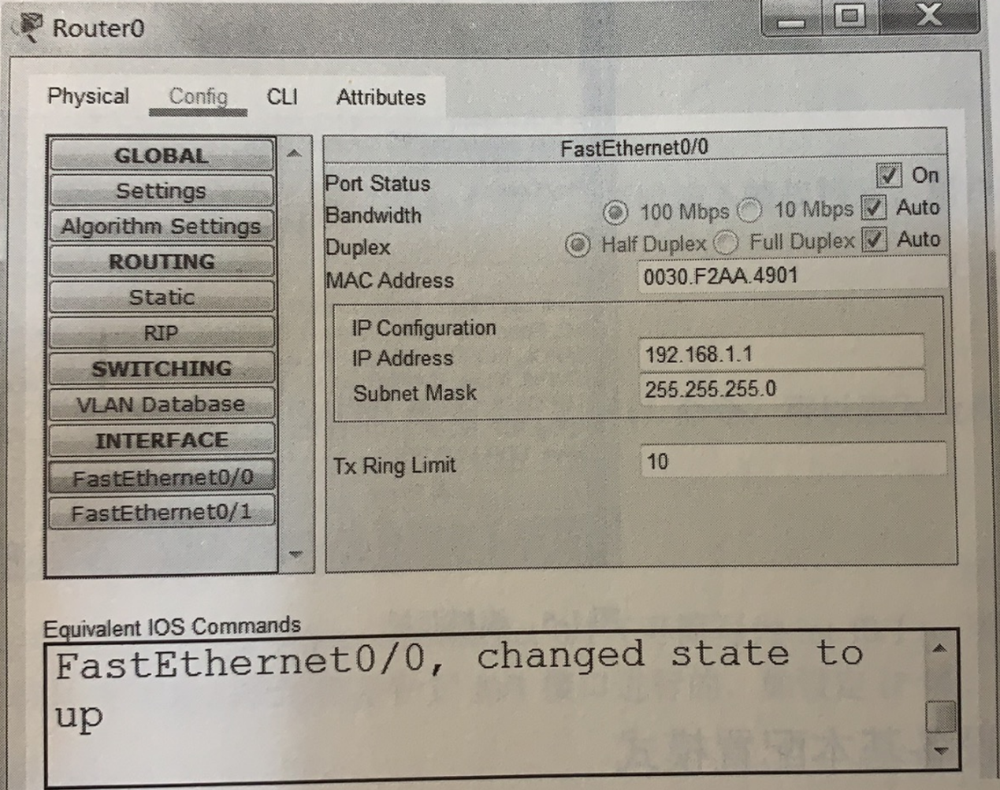 Router0
Physical Config CLI Attributes
GLOBAL
Settings
Algorithm Settings
ROUTING
Static
RIP
SWITCHING
VLAN Database
INTERFACE
FastEthernet0/0
FastEthernet0/1
FastEthernet0/0
Port Status On
Bandwidth 100 Mbps 10 Mbps Auto
Duplex Half Duplex Full Duplex Auto
MAC Address 0030.F2AA.4901
IP Configuration
IP Address 192.168.1.1
Subnet Mask 255.255.255.0
Tx Ring Limit 10
Equivalent IOS Commands
FastEthernet0/0, changed state to
up